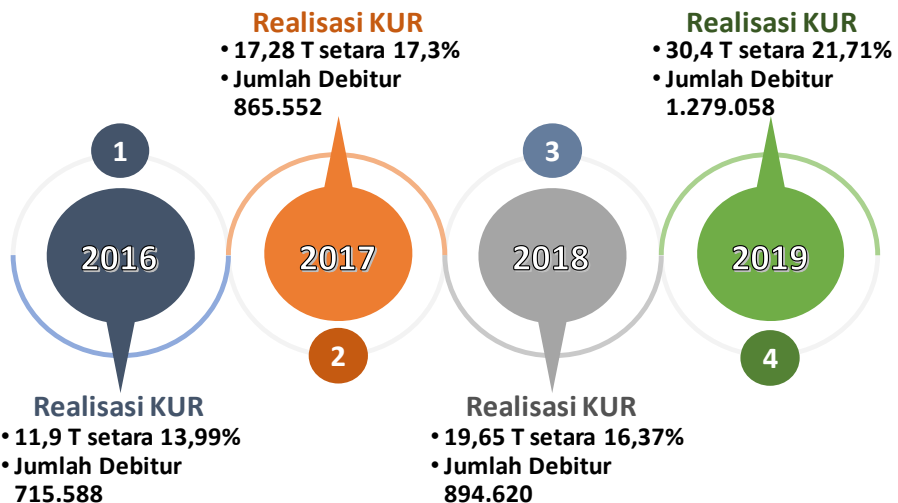 Realisasi KUR
• 17,28 T setara 17,3%
• Jumlah Debitur
865.552
Realisasi KUR
• 30,4 T setara 21,71%
• Jumlah Debitur
1.279.058
1
3
2016
2017
2018
2019
2
4
Realisasi KUR
• 11,9 T setara 13,99%
• Jumlah Debitur
715.588
Realisasi KUR
• 19,65 T setara 16,37%
• Jumlah Debitur
894.620